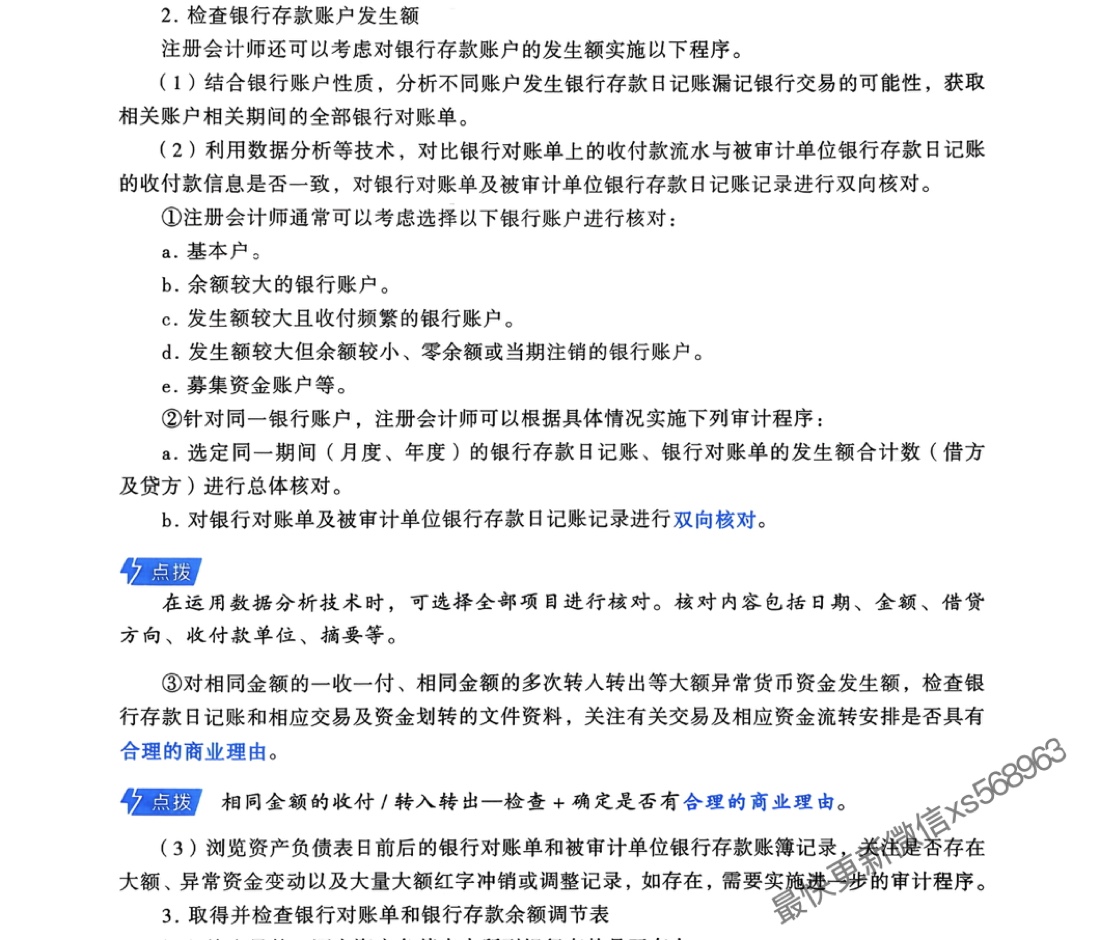 2. 检查银行存款账户发生额
注册会计师还可以考虑对银行存款账户的发生额实施以下程序。
（1）结合银行账户性质，分析不同账户发生银行存款日记账漏记银行交易的可能性，获取
相关账户相关期间的全部银行对账单。
（2）利用数据分析等技术，对比银行对账单上的收付款流水与被审计单位银行存款日记账
的收付款信息是否一致，对银行对账单及被审计单位银行存款日记账记录进行双向核对。
①注册会计师通常可以考虑选择以下银行账户进行核对：
a. 基本户。
b. 余额较大的银行账户。
c. 发生额较大且收付频繁的银行账户。
d. 发生额较大但余额较小、零余额或当期注销的银行账户。
e. 募集资金账户等。
②针对同一银行账户，注册会计师可以根据具体情况实施下列审计程序：
a. 选定同一期间（月度、年度）的银行存款日记账、银行对账单的发生额合计数（借方
及贷方）进行总体核对。
b. 对银行对账单及被审计单位银行存款日记账记录进行双向核对。
点拨
在运用数据分析技术时，可选择全部项目进行核对。核对内容包括日期、金额、借贷
方向、收付款单位、摘要等。
③对相同金额的一收一付、相同金额的多次转入转出等大额异常货币资金发生额，检查银
行存款日记账和相应交易及资金划转的文件资料，关注有关交易及相应资金流转安排是否具有
合理的商业理由。
点拨 相同金额的收付/转入转出—检查+确定是否有合理的商业理由。
（3）浏览资产负债表日前后的银行对账单和被审计单位银行存款账簿记录，关注是否存在
大额、异常资金变动以及大量大额红字冲销或调整记录，如存在，需要实施进一步的审计程序。
3. 取得并检查银行对账单和银行存款余额调节表
最快更新微信xs568963